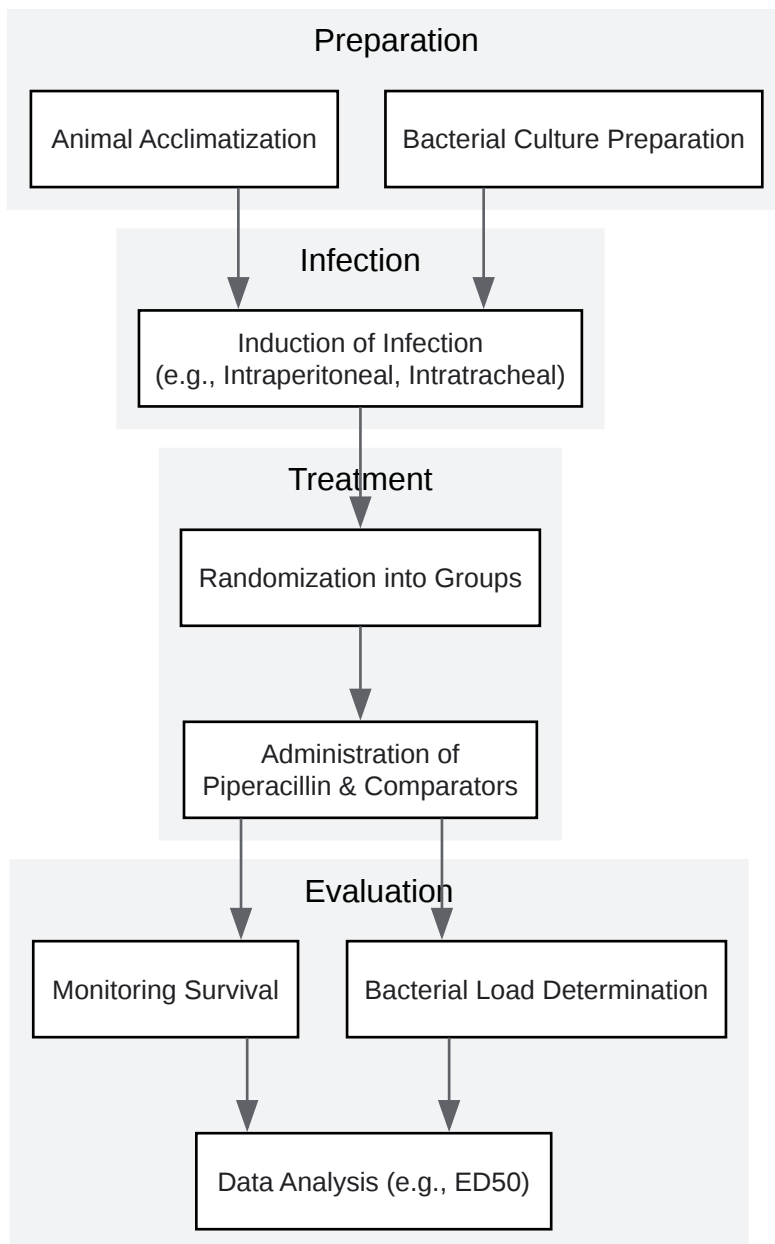 Preparation
Animal Acclimatization
Bacterial Culture Preparation
Infection
Induction of Infection
(e.g., Intraperitoneal, Intratracheal)
Treatment
Randomization into Groups
Administration of
Piperacillin & Comparators
Evaluation
Monitoring Survival
Bacterial Load Determination
Data Analysis (e.g., ED50)